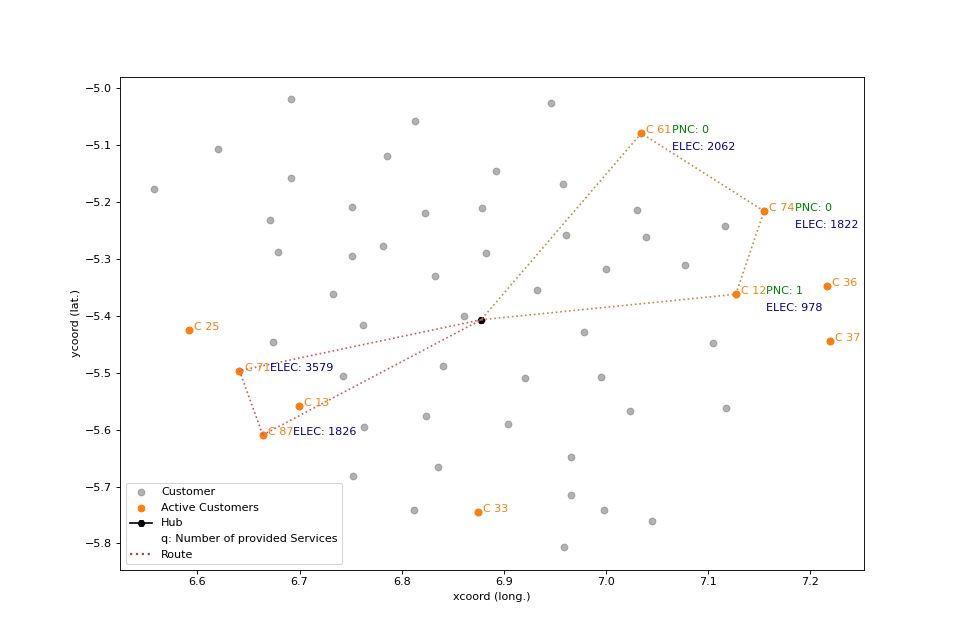 −5.0
−5.1
−5.2
−5.3
−5.4
−5.5
−5.6
−5.7
−5.8
ycoord (lat.)
C 61 PNC: 0
ELEC: 2062
C 74 PNC: 0
ELEC: 1822
C 36
C 12 PNC: 1
ELEC: 978
C 25
C 37
C 71 ELEC: 3579
C 13
C 87 ELEC: 1826
C 33
Customer
Active Customers
Hub
q: Number of provided Services
Route
6.6 6.7 6.8 6.9 7.0 7.1 7.2
xcoord (long.)